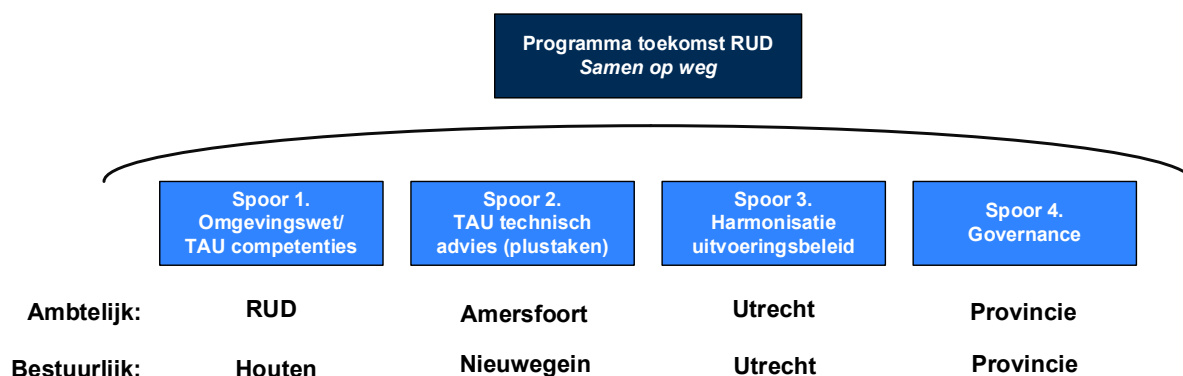 Programma toekomst RUD
Samen op weg
Spoor 1.
Omgevingswet/
TAU competenties
Spoor 2.
TAU technisch
advies (plustaken)
Spoor 3.
Harmonisatie
uitvoeringsbeleid
Spoor 4.
Governance
Ambtelijk: RUD Amersfoort Utrecht Provincie
Bestuurlijk: Houten Nieuwegein Utrecht Provincie